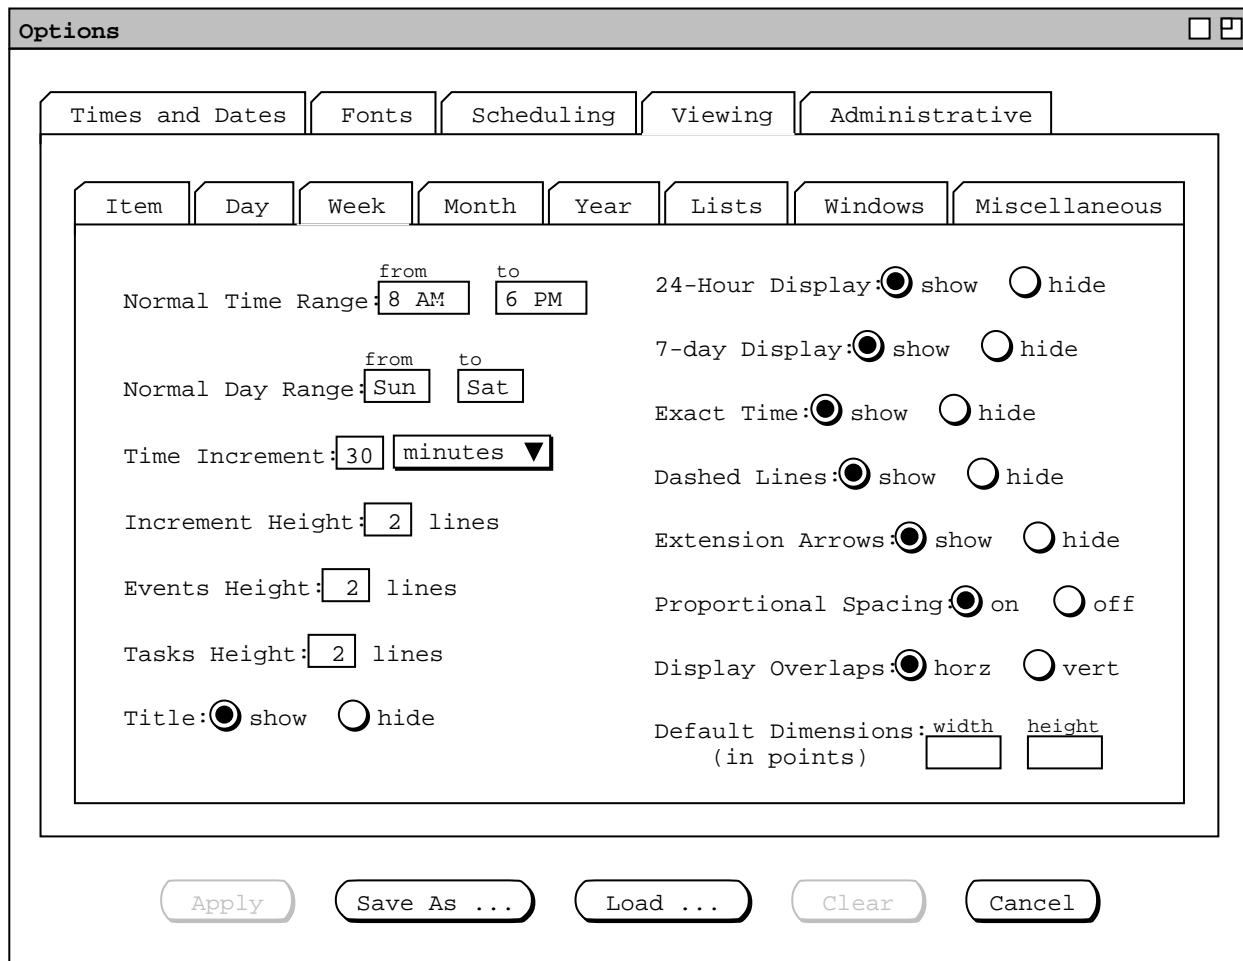 Options
Times and Dates Fonts Scheduling Viewing Administrative
Item Day Week Month Year Lists Windows Miscellaneous
from to
Normal Time Range: 8 AM 6 PM
from to
Normal Day Range: Sun Sat
Time Increment: 30 minutes
Increment Height: 2 lines
Events Height: 2 lines
Tasks Height: 2 lines
Title: show hide
24-Hour Display: show hide
7-day Display: show hide
Exact Time: show hide
Dashed Lines: show hide
Extension Arrows: show hide
Proportional Spacing: on off
Display Overlaps: horz vert
Default Dimensions: width height
(in points)
Apply Save As ... Load ... Clear Cancel